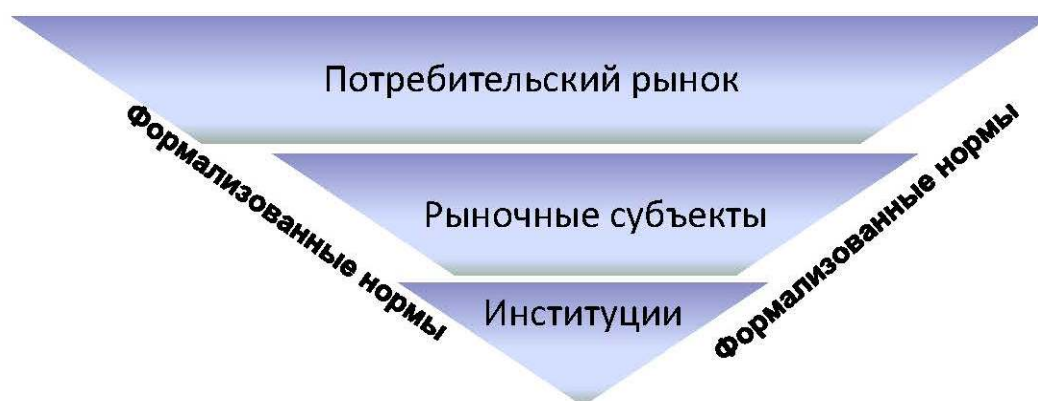 Потребительский рынок
Формализованные нормы
Формализованные нормы
Рыночные субъекты
Институции